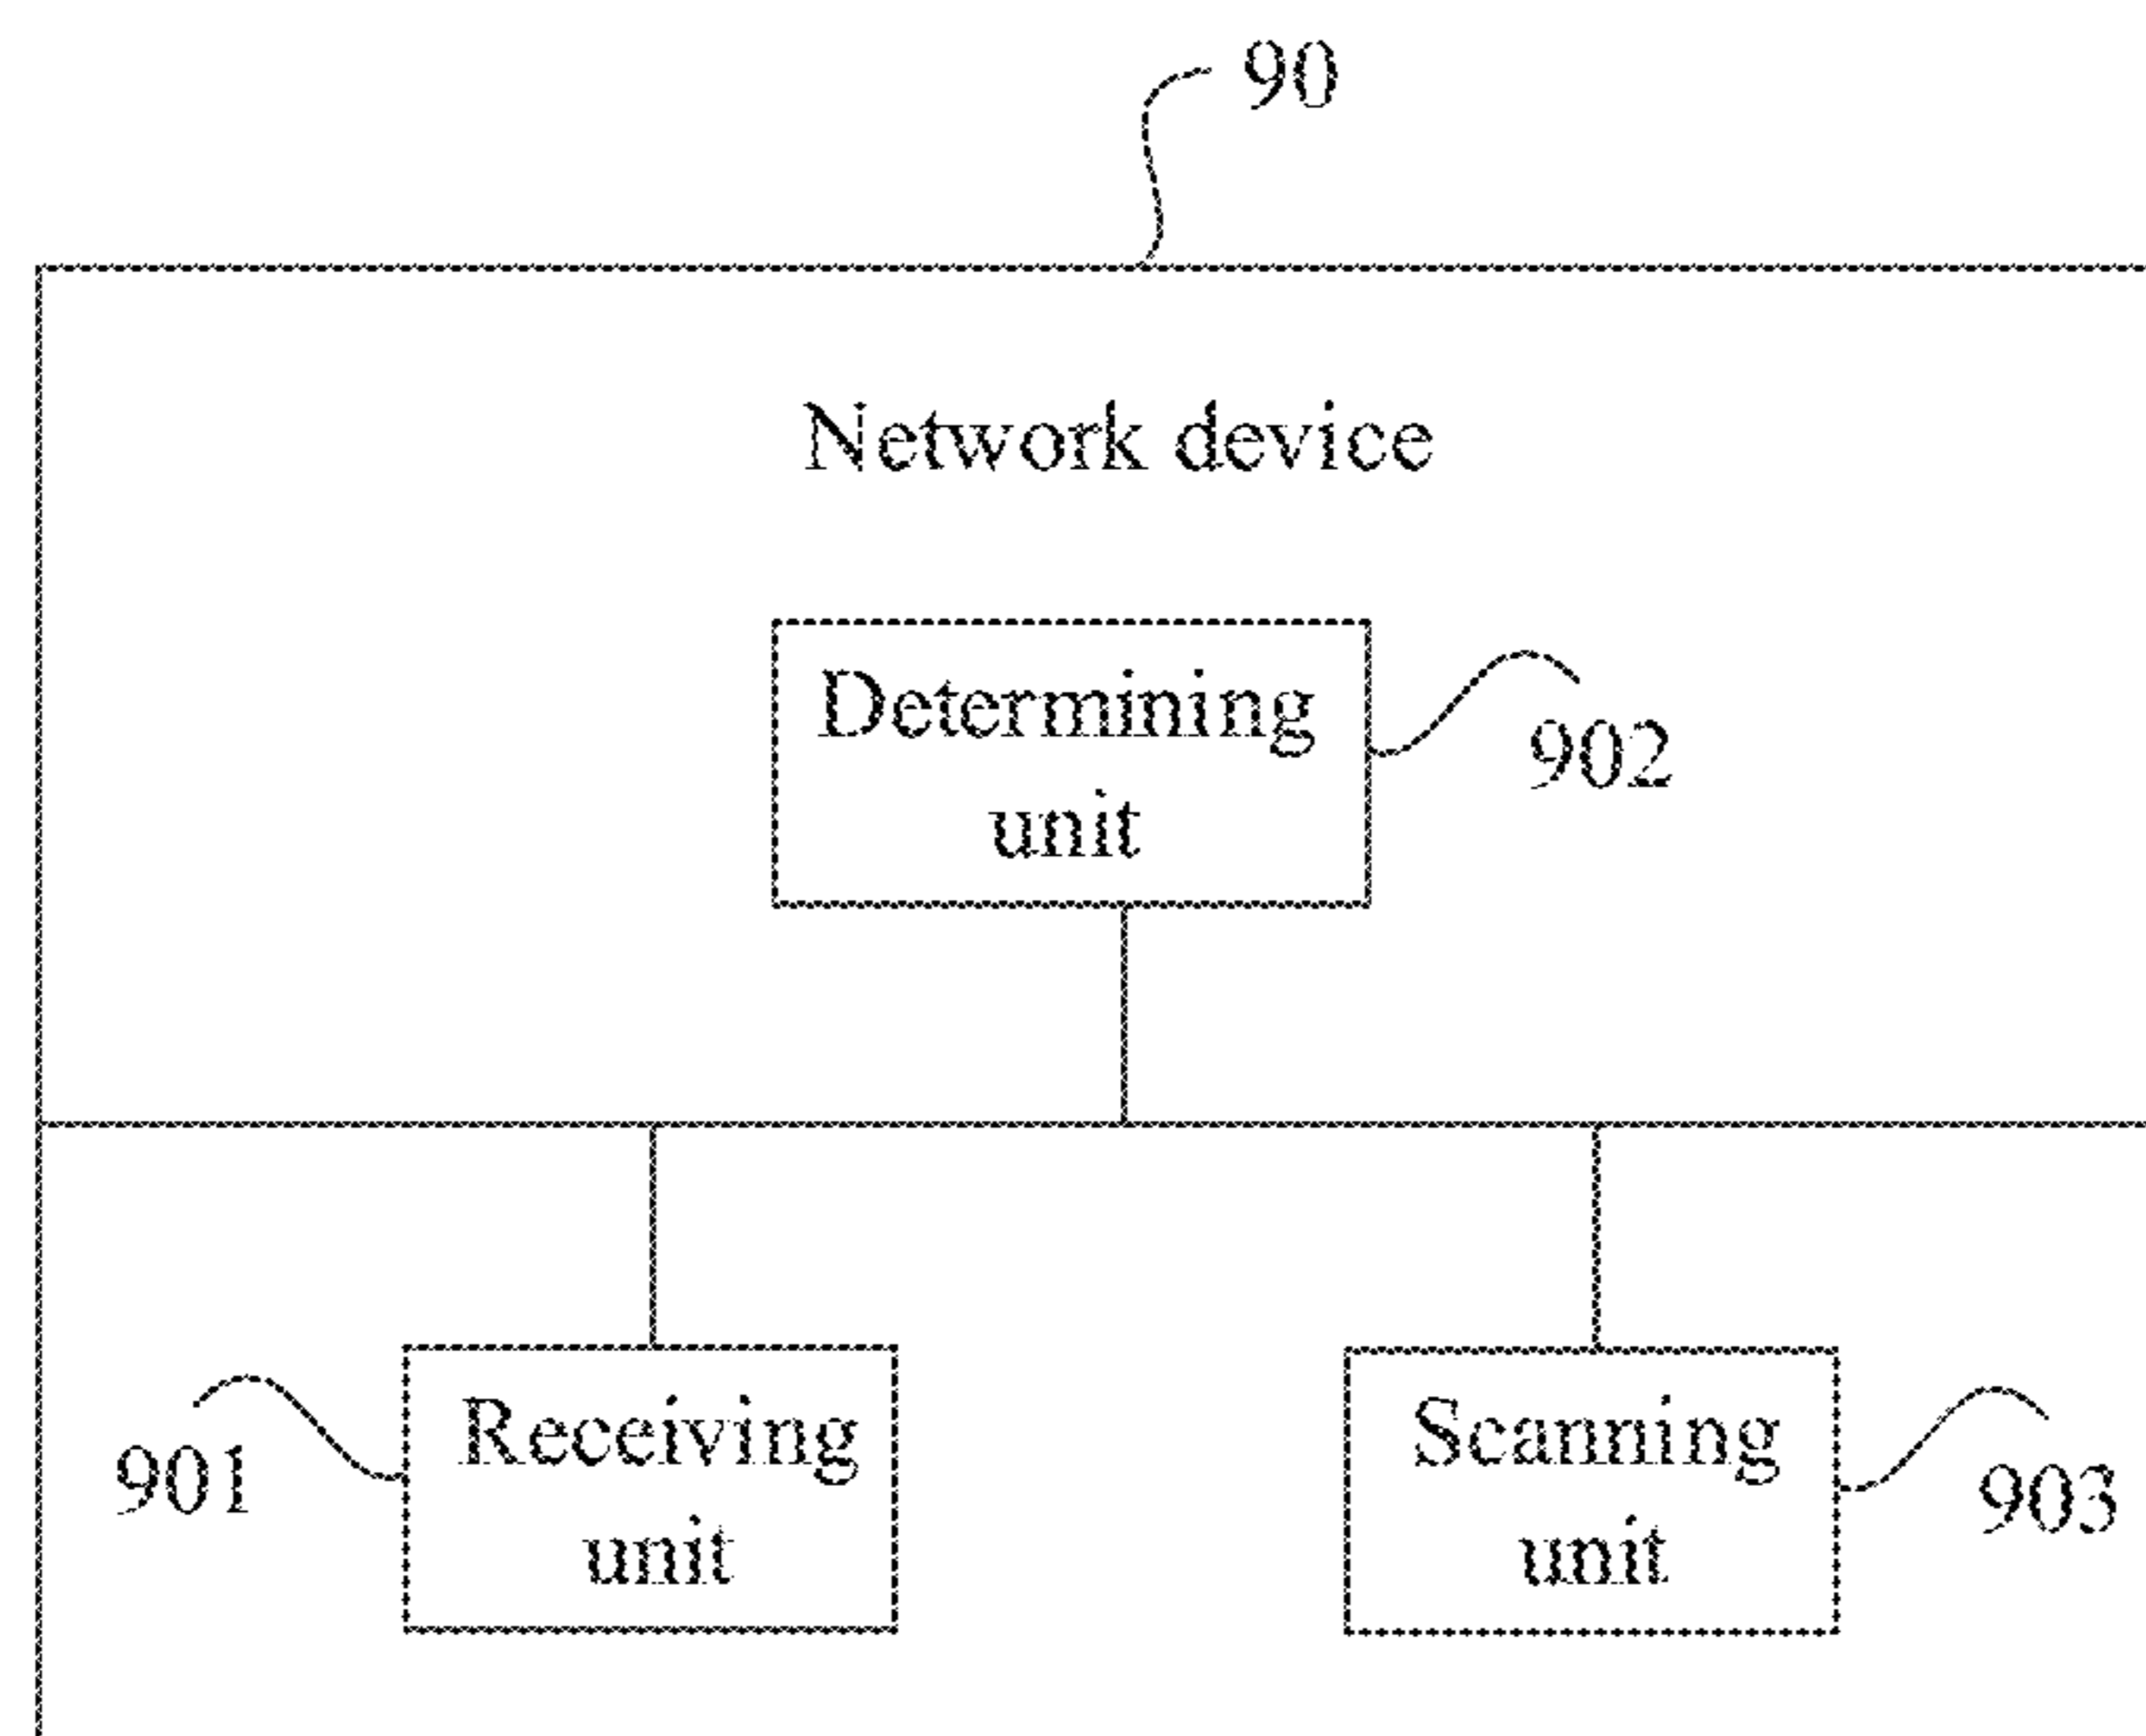 90
Network device
Determining
unit
902
Receiving
unit
901
Scanning
unit
903